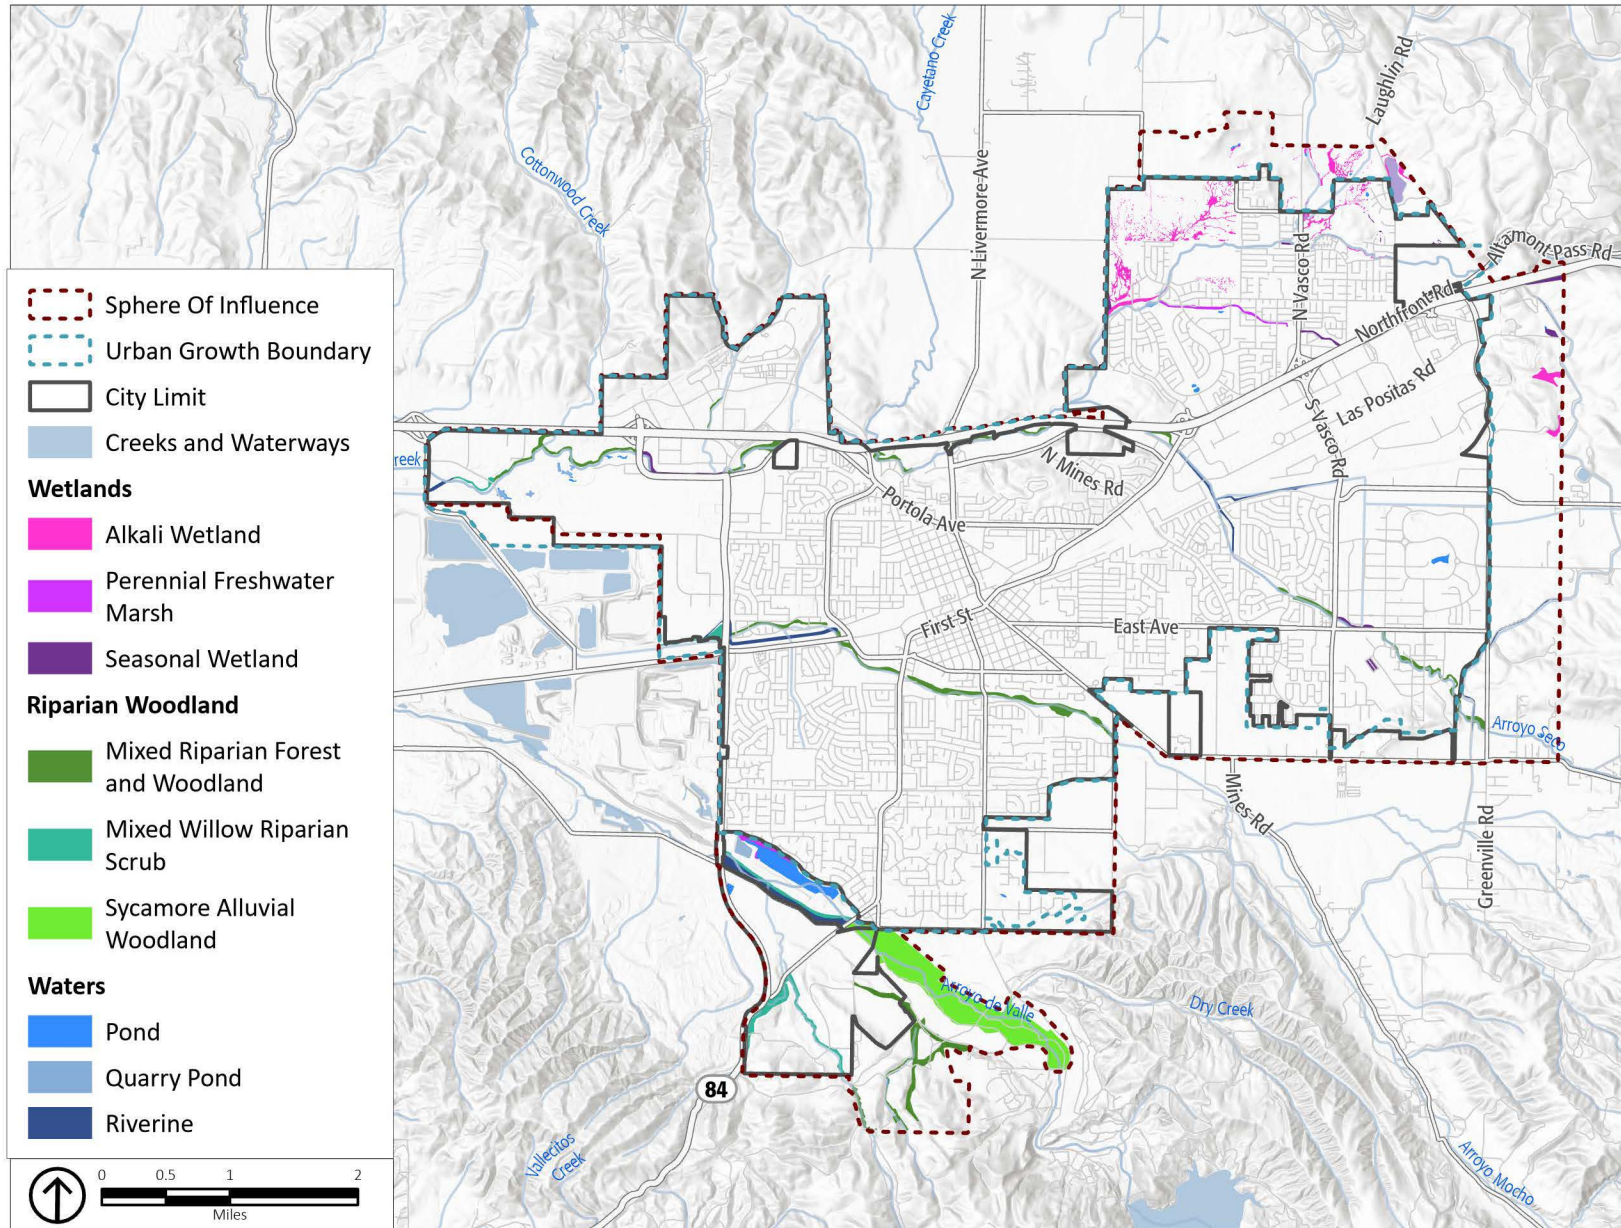 Sphere Of Influence
Urban Growth Boundary
City Limit
Creeks and Waterways
Wetlands
Alkali Wetland
Perennial Freshwater
Marsh
Seasonal Wetland
Riparian Woodland
Mixed Riparian Forest
and Woodland
Mixed Willow Riparian
Scrub
Sycamore Alluvial
Woodland
Waters
Pond
Quarry Pond
Riverine
0 0.5 1 2
Miles
Cottonwood Creek
Cayetano Creek
N Livermore Ave
Laughlin Rd
Altamont Pass Rd
N Vasco Rd
Northfront Rd
Las Positas Rd
S Vasco Rd
reek
N Mines Rd
Portola Ave
First St
East Ave
Arroyo Seco
Mines Rd
Greenville Rd
Arroyo de Valle
Dry Creek
84
Vallecitos
Creek
Arroyo Mocho